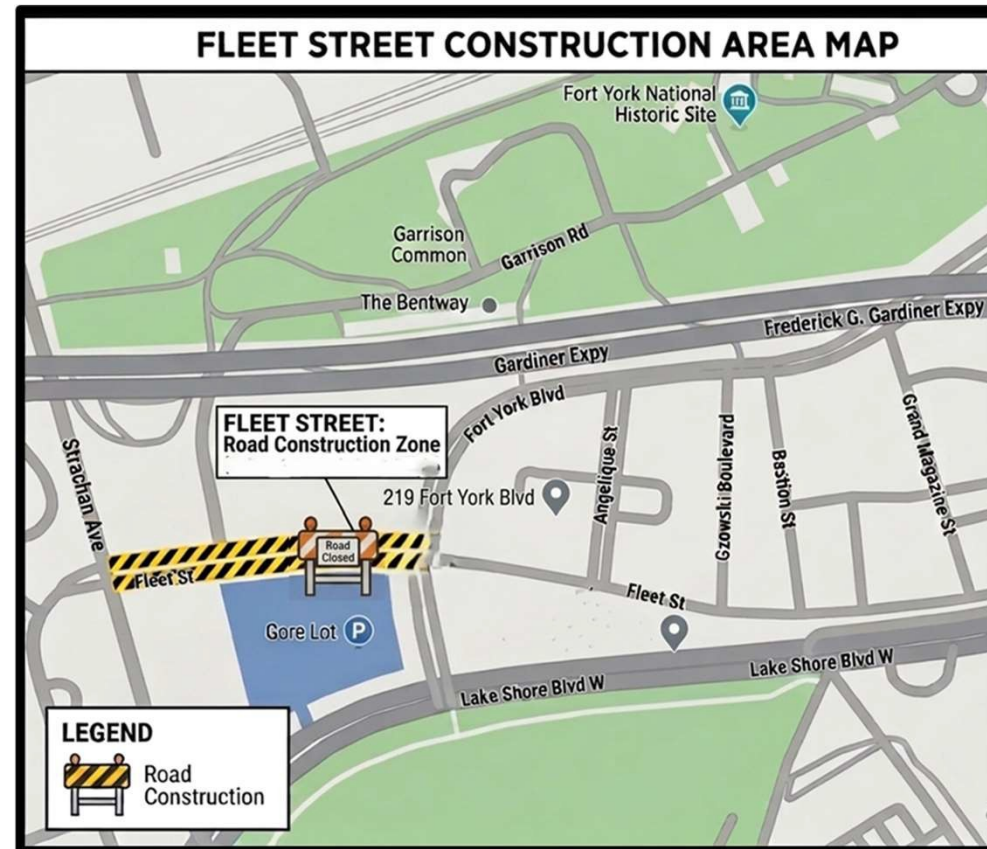 FLEET STREET CONSTRUCTION AREA MAP
Fort York National
Historic Site
Garrison
Common
Garrison Rd
The Bentway
Frederick G. Gardiner Expy
Gardiner Expy
Fort York Blvd
FLEET STREET:
Road Construction Zone
Strachan Ave
219 Fort York Blvd
Angelique St
Gzowski Boulevard
Bastion St
Grand Magazine St
Road
Closed
Fleet St
Fleet St
Gore Lot P
Lake Shore Blvd W
Lake Shore Blvd W
LEGEND
Road
Construction